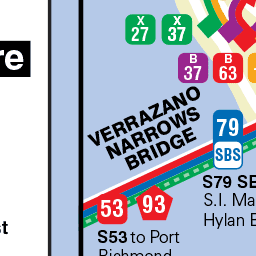 X
27
X
37
B
37
B
63
re
VERRAZANO
NARROWS
BRIDGE
79
SBS
S79 SE
S.I. Ma
Hylan B
53
93
st
S53 to Port
Richmond